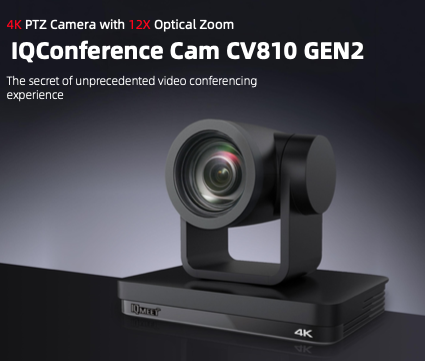 4K PTZ Camera with 12X Optical Zoom
IQConference Cam CV810 GEN2
The secret of unprecedented video conferencing
experience
IQMEET
4K